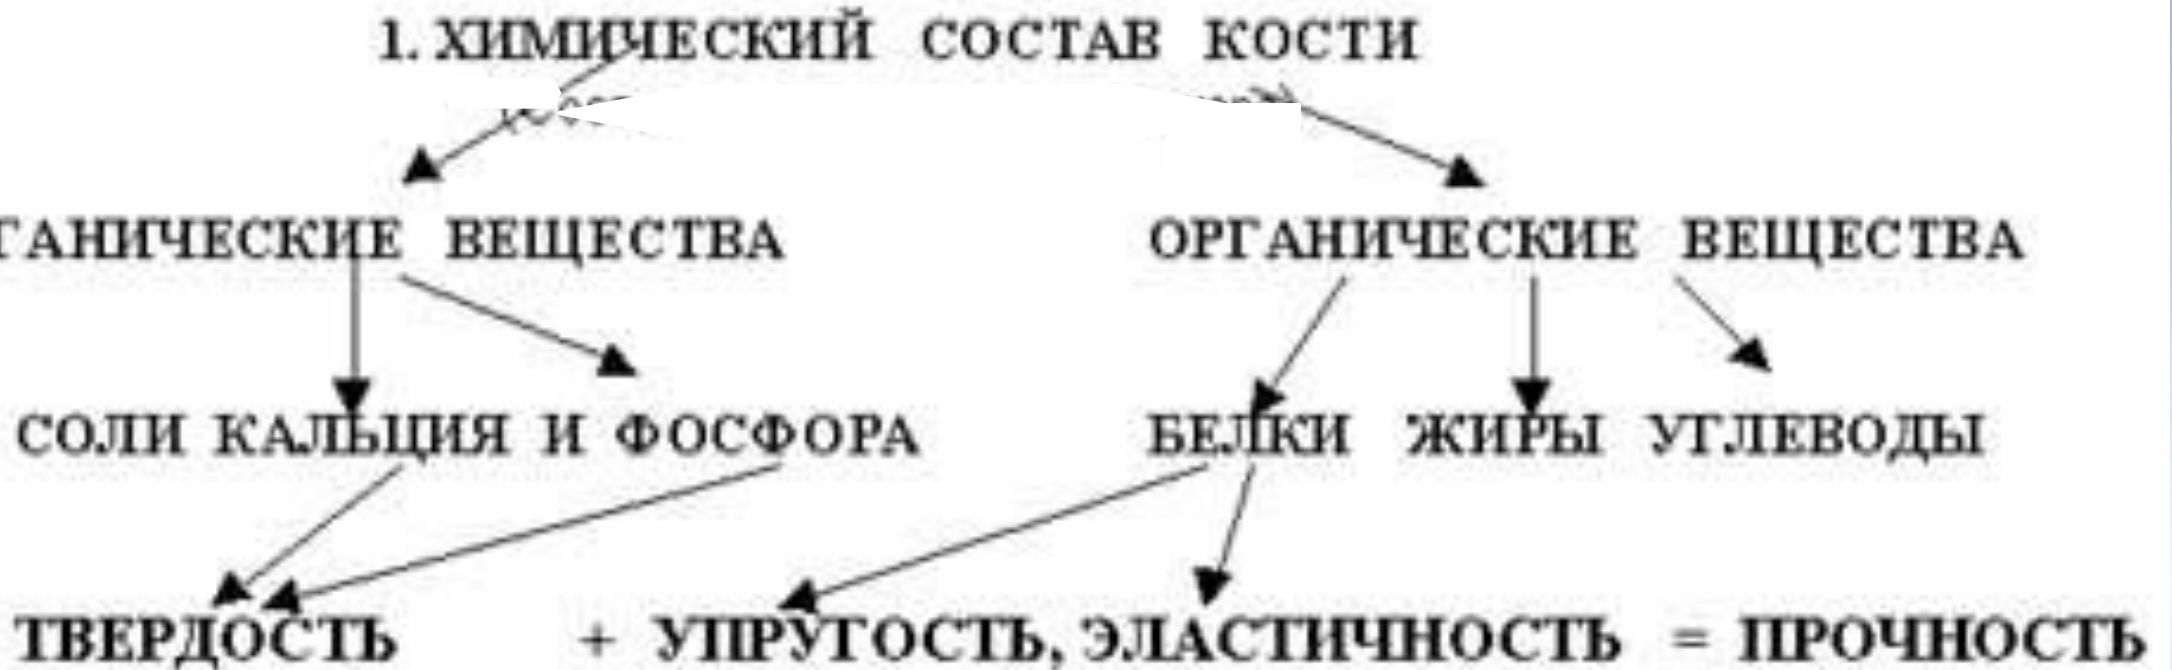 1. ХИМИЧЕСКИЙ СОСТАВ КОСТИ
ГАНИЧЕСКИЕ ВЕЩЕСТВА ОРГАНИЧЕСКИЕ ВЕЩЕСТВА
СОЛИ КАЛЬЦИЯ И ФОСФОРА БЕЛКИ ЖИРЫ УГЛЕВОДЫ
ТВЕРДОСТЬ + УПРУГОСТЬ, ЭЛАСТИЧНОСТЬ = ПРОЧНОСТЬ